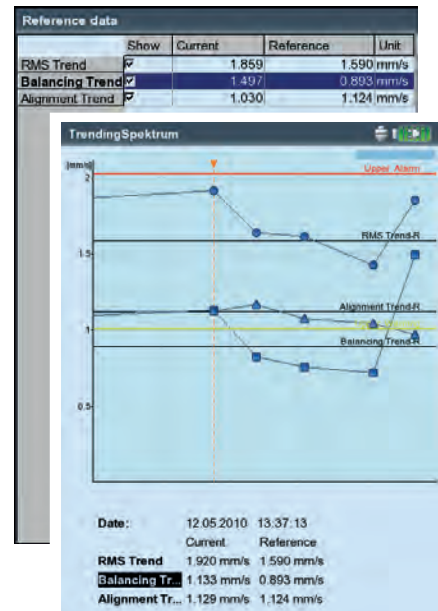 Reference data
Show Current Reference Unit
RMS Trend 1.859 1.590 mm/s
Balancing Trend 1.497 0.893 mm/s
Alignment Trend 1.030 1.124 mm/s
TrendingSpektrum
[mm/s]
2
Upper Alarm
RMS Trend-R
1.5
Alignment Trend-R
1
Balancing Trend-R
0.5
Date: 12.05.2010 13:37:13
Current Reference
RMS Trend 1.920 mm/s 1.590 mm/s
Balancing Tr... 1.133 mm/s 0.893 mm/s
Alignment Tr... 1.129 mm/s 1.124 mm/s